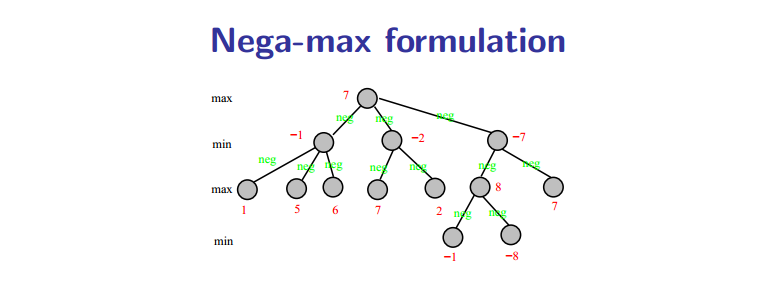 Nega-max formulation
max 7
neg neg neg
min −1 −2 −7
neg neg neg neg neg neg neg
max 8
1 5 6 7 2 7
neg neg
min
−1 −8